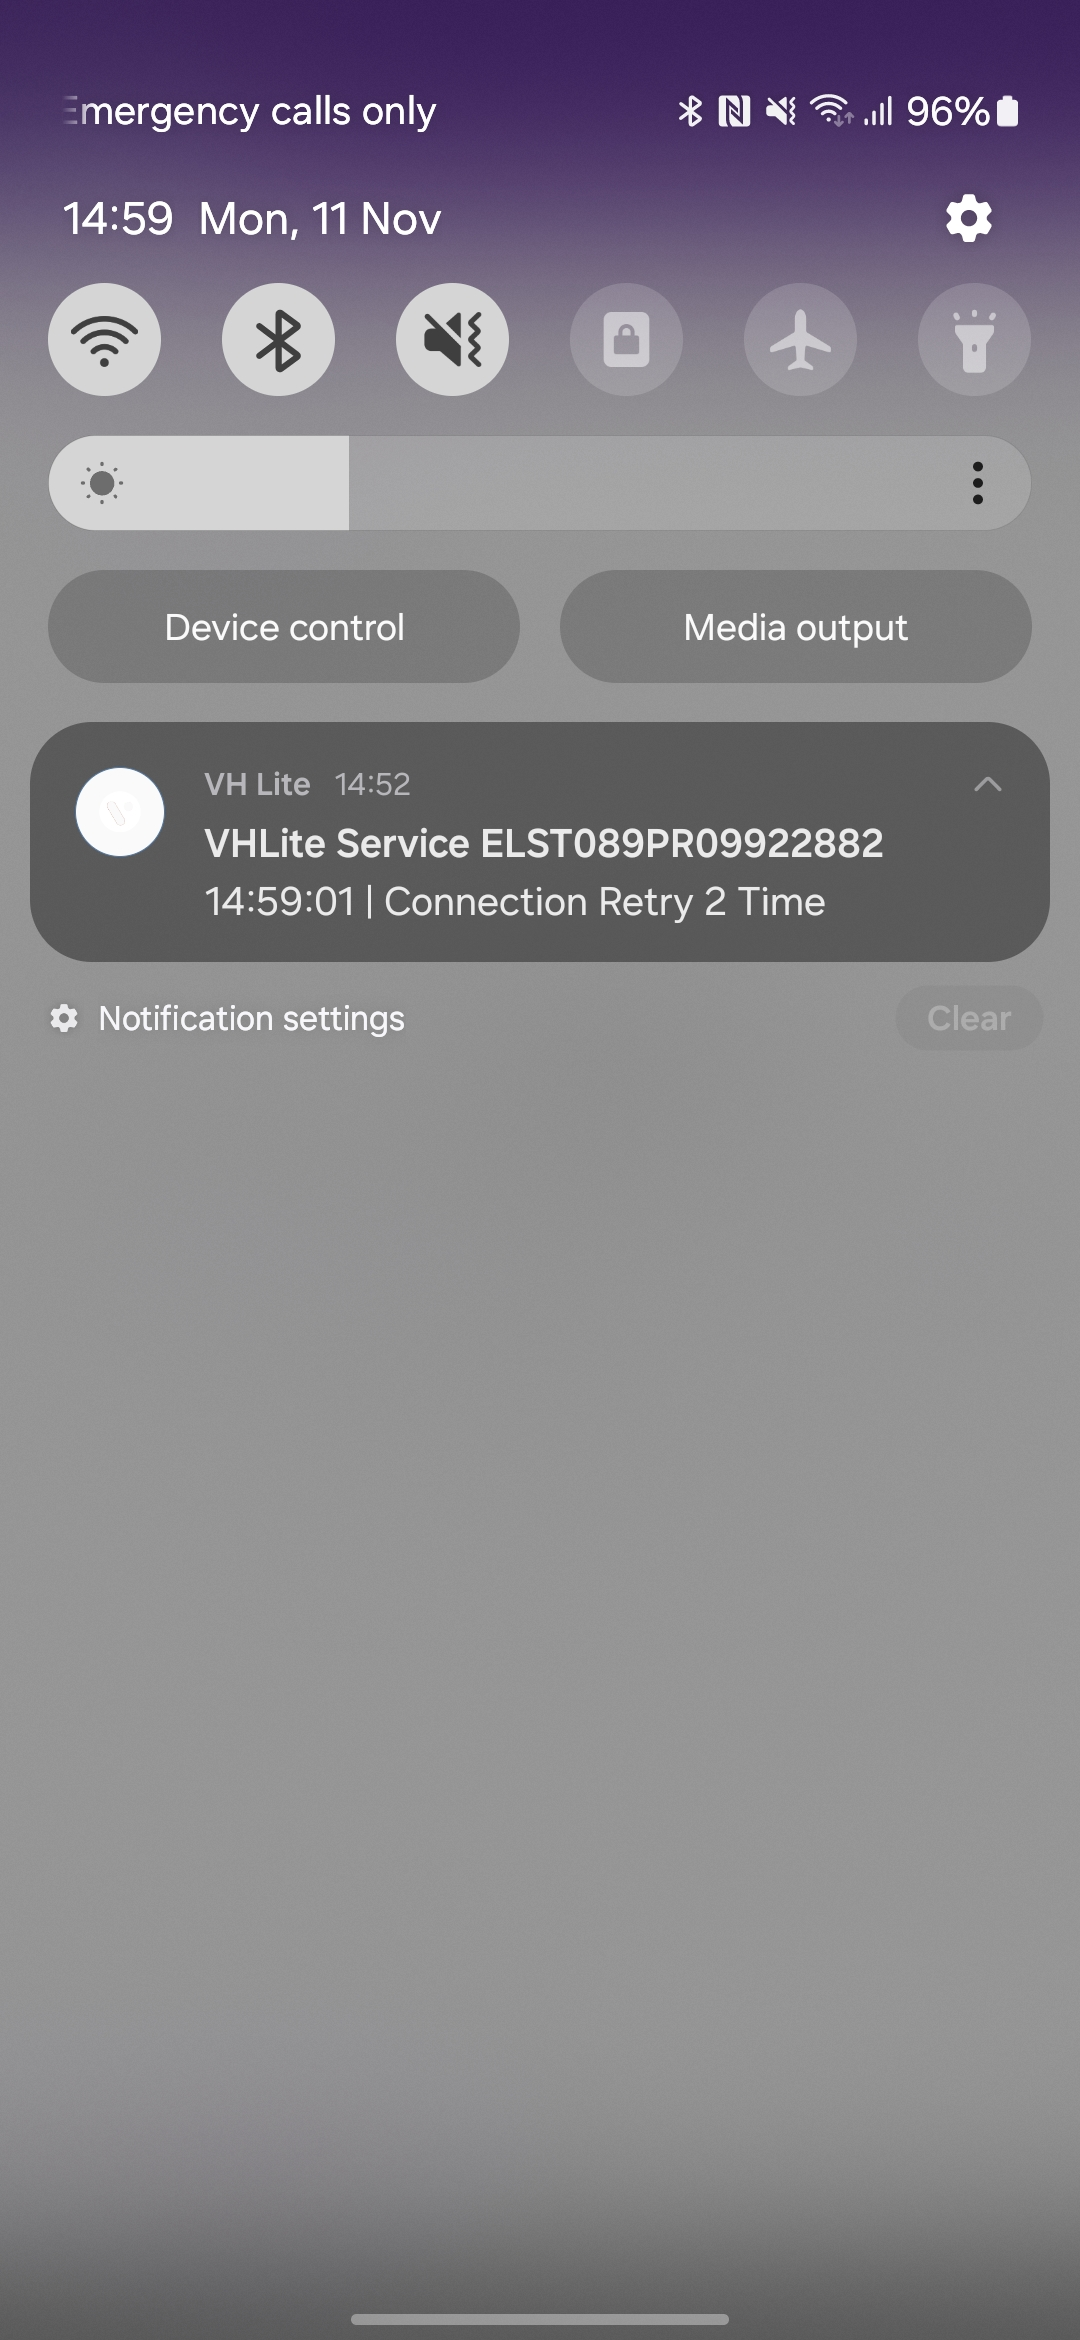 Emergency calls only
96%
14:59 Mon, 11 Nov
Device control
Media output
VH Lite 14:52
VHLite Service ELST089PR09922882
14:59:01 | Connection Retry 2 Time
Notification settings
Clear